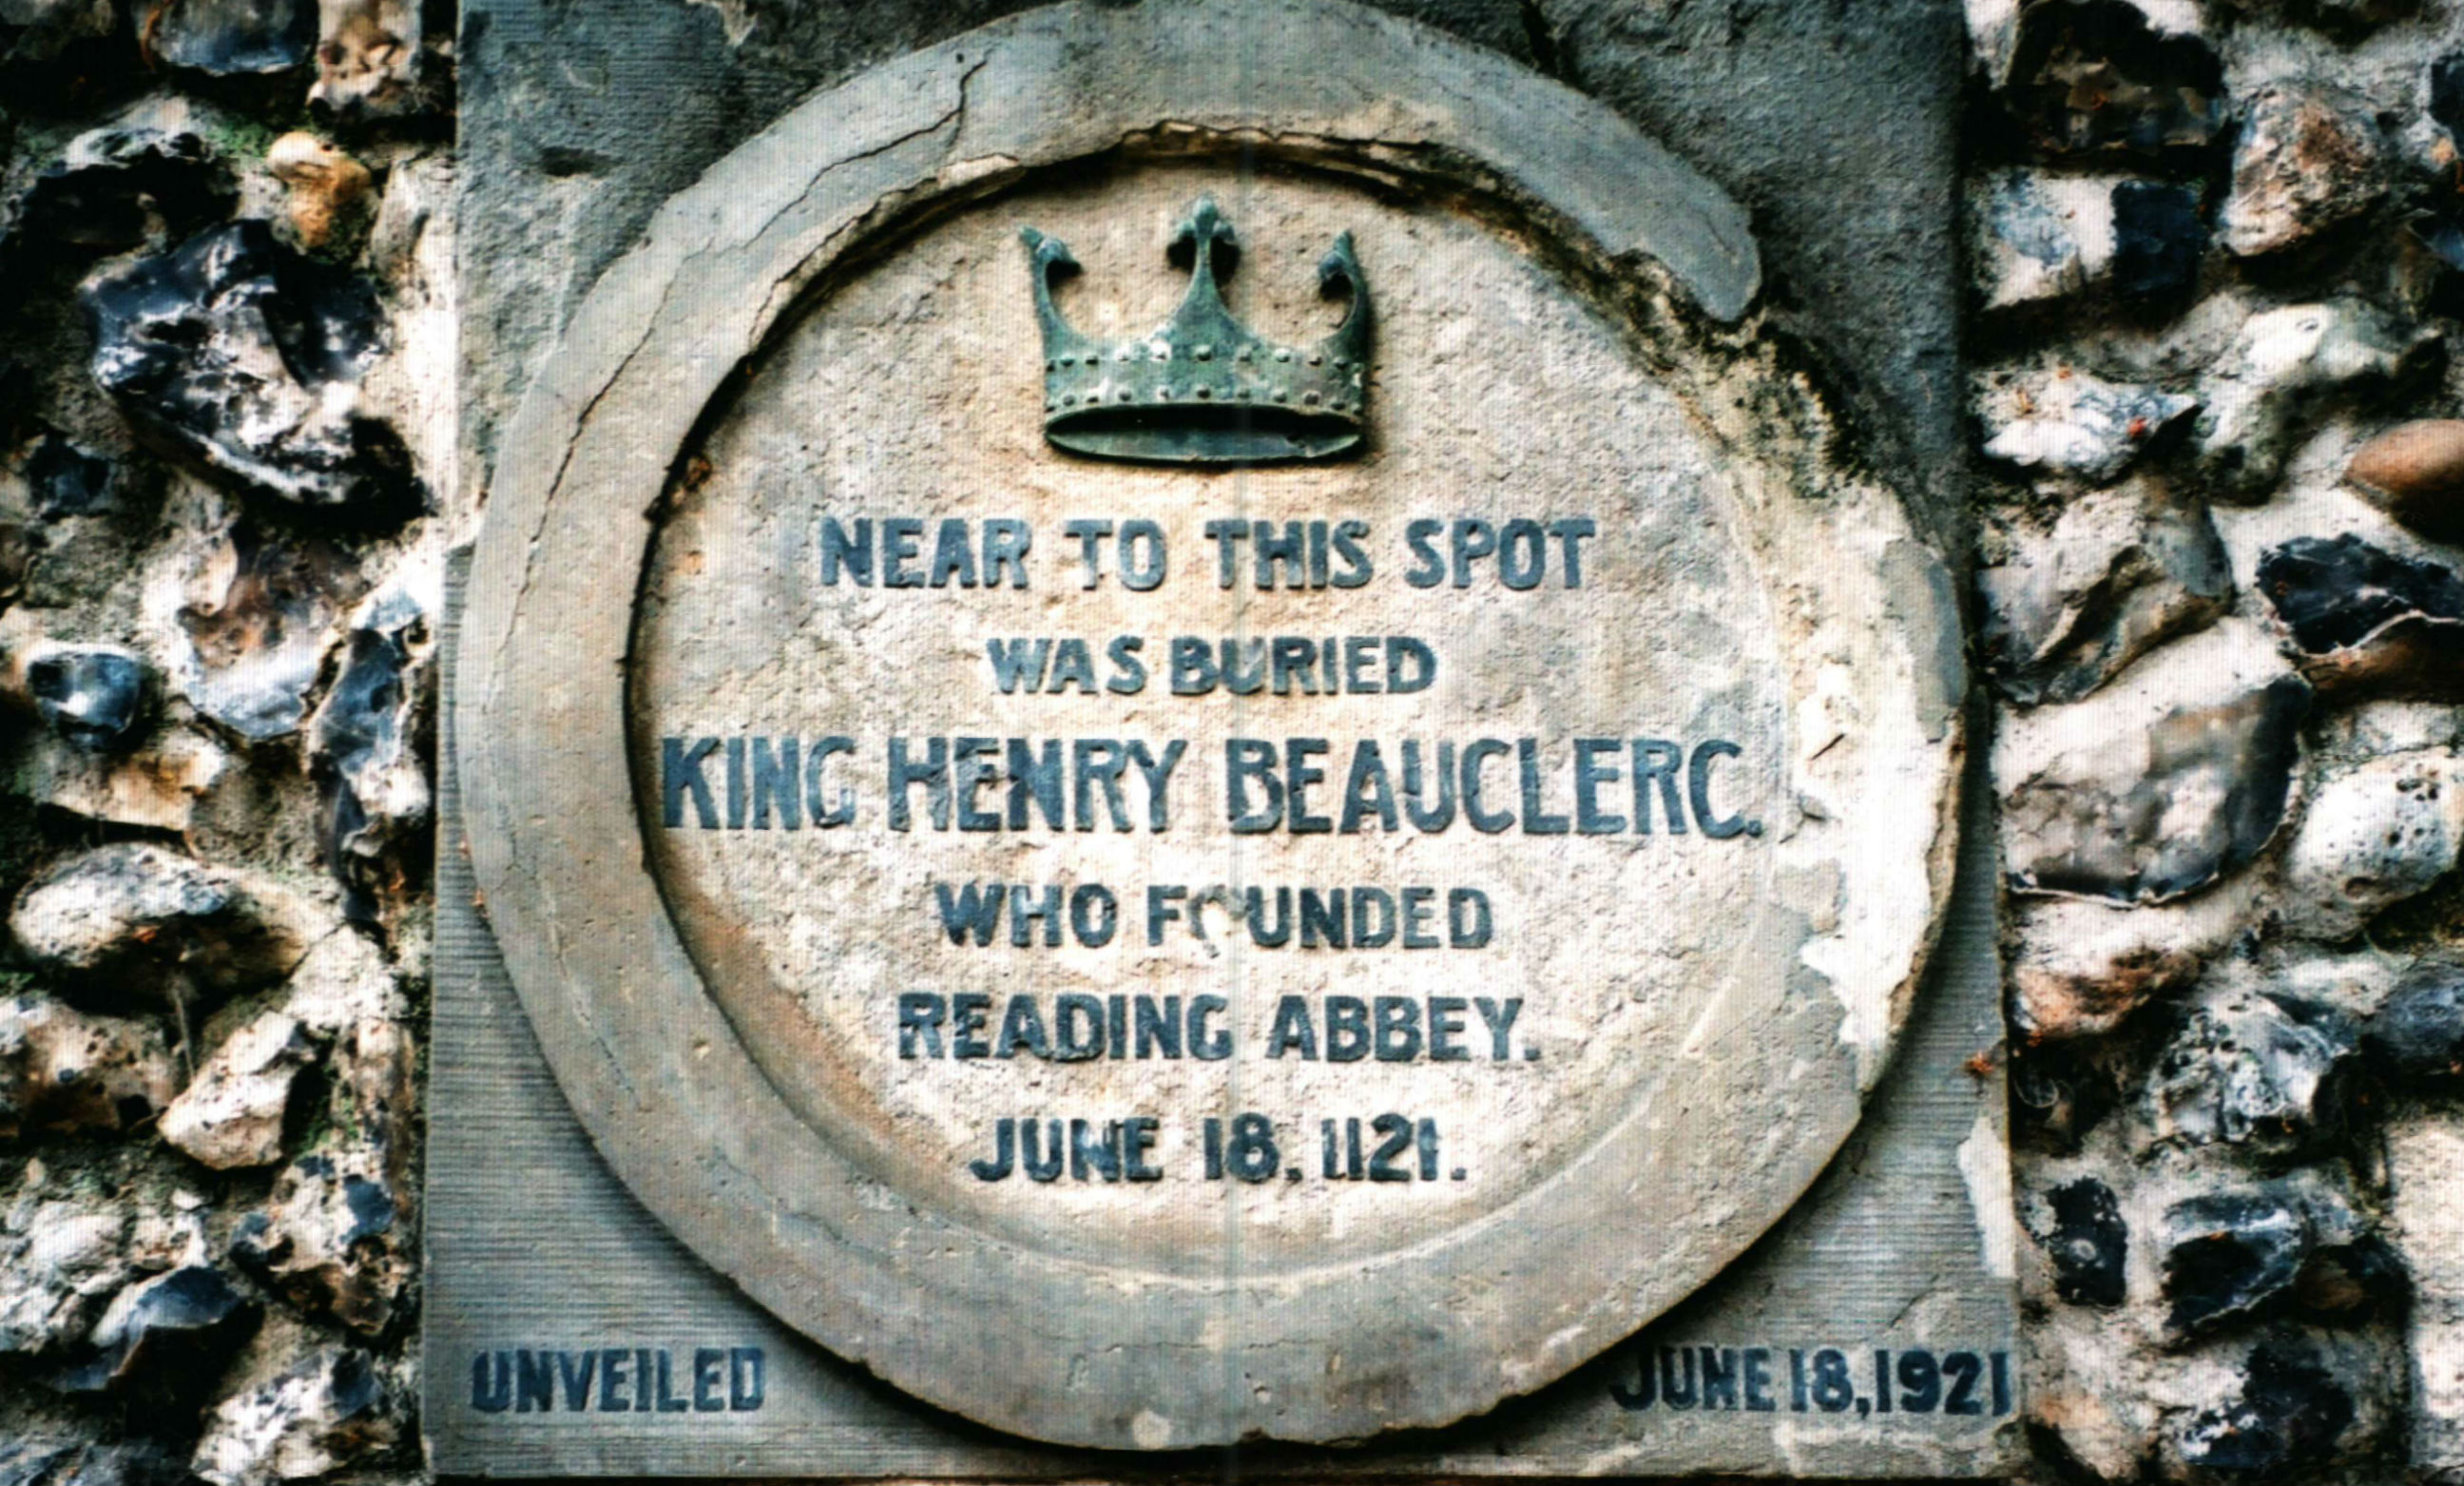 NEAR TO THIS SPOT
WAS BURIED
KING HENRY BEAUCLERC.
WHO FOUNDED
READING ABBEY.
JUNE 18. 1121.
UNVEILED JUNE 18, 1921